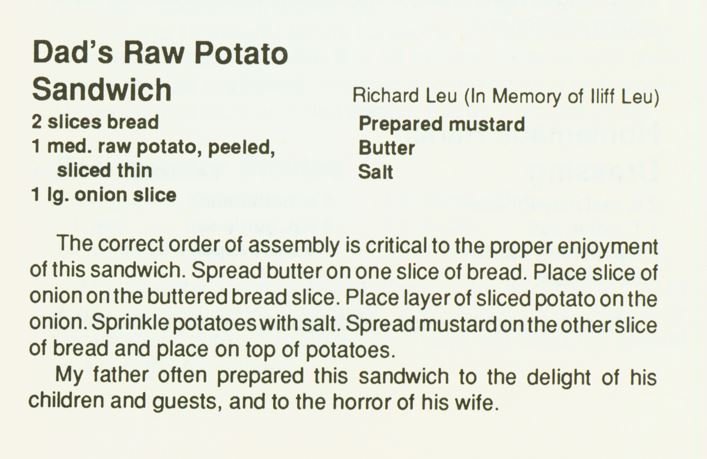 Dad's Raw Potato
Sandwich
Richard Leu (In Memory of Iliff Leu)
2 slices bread
1 med. raw potato, peeled,
sliced thin
1 lg. onion slice
Prepared mustard
Butter
Salt
The correct order of assembly is critical to the proper enjoyment
of this sandwich. Spread butter on one slice of bread. Place slice of
onion on the buttered bread slice. Place layer of sliced potato on the
onion. Sprinkle potatoes with salt. Spread mustard on the other slice
of bread and place on top of potatoes.
My father often prepared this sandwich to the delight of his
children and guests, and to the horror of his wife.